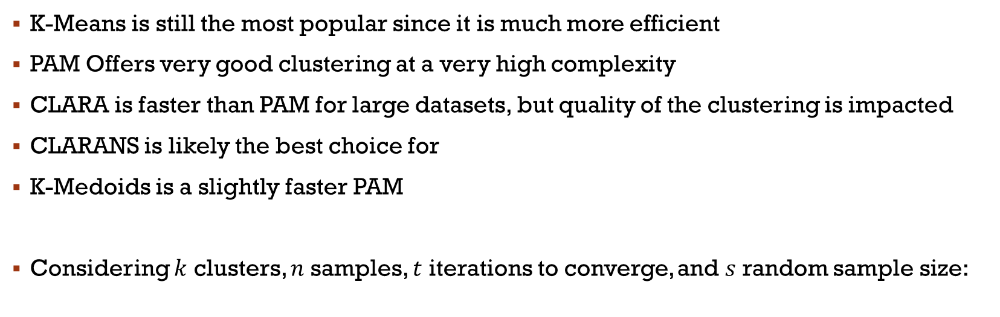 ▪ K-Means is still the most popular since it is much more efficient
▪ PAM Offers very good clustering at a very high complexity
▪ CLARA is faster than PAM for large datasets, but quality of the clustering is impacted
▪ CLARANS is likely the best choice for
▪ K-Medoids is a slightly faster PAM
▪ Considering k clusters, n samples, t iterations to converge, and s random sample size: